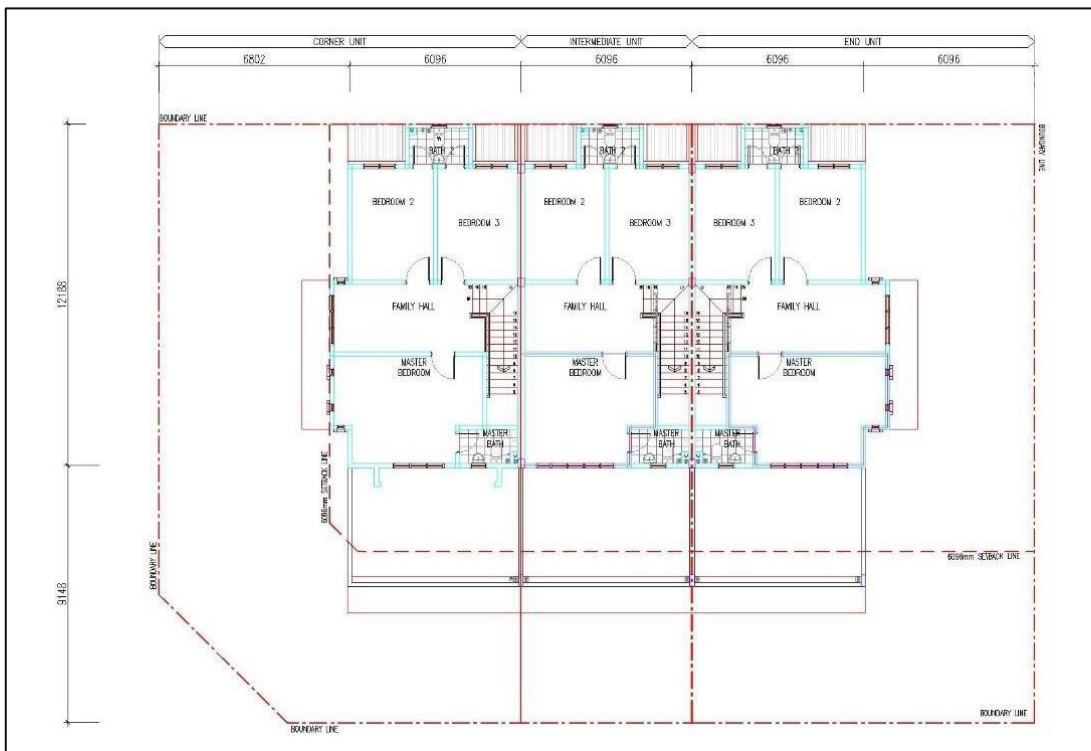 CORNER UNIT
INTERMEDIATE UNIT
END UNIT
6802
6096
6096
6096
6096
BOUNDARY LINE
BOUNDARY LINE
BATH 2
BATH 2
BATH 2
BEDROOM 2
BEDROOM 3
BEDROOM 2
BEDROOM 3
BEDROOM 3
BEDROOM 2
12188
FAMILY HALL
FAMILY HALL
FAMILY HALL
MASTER
BEDROOM
MASTER
BEDROOM
MASTER
BEDROOM
MASTER
BATH
MASTER
BATH
MASTER
BATH
6096mm SETBACK LINE
6096mm SETBACK LINE
BOUNDARY LINE
9148
BOUNDARY LINE
BOUNDARY LINE